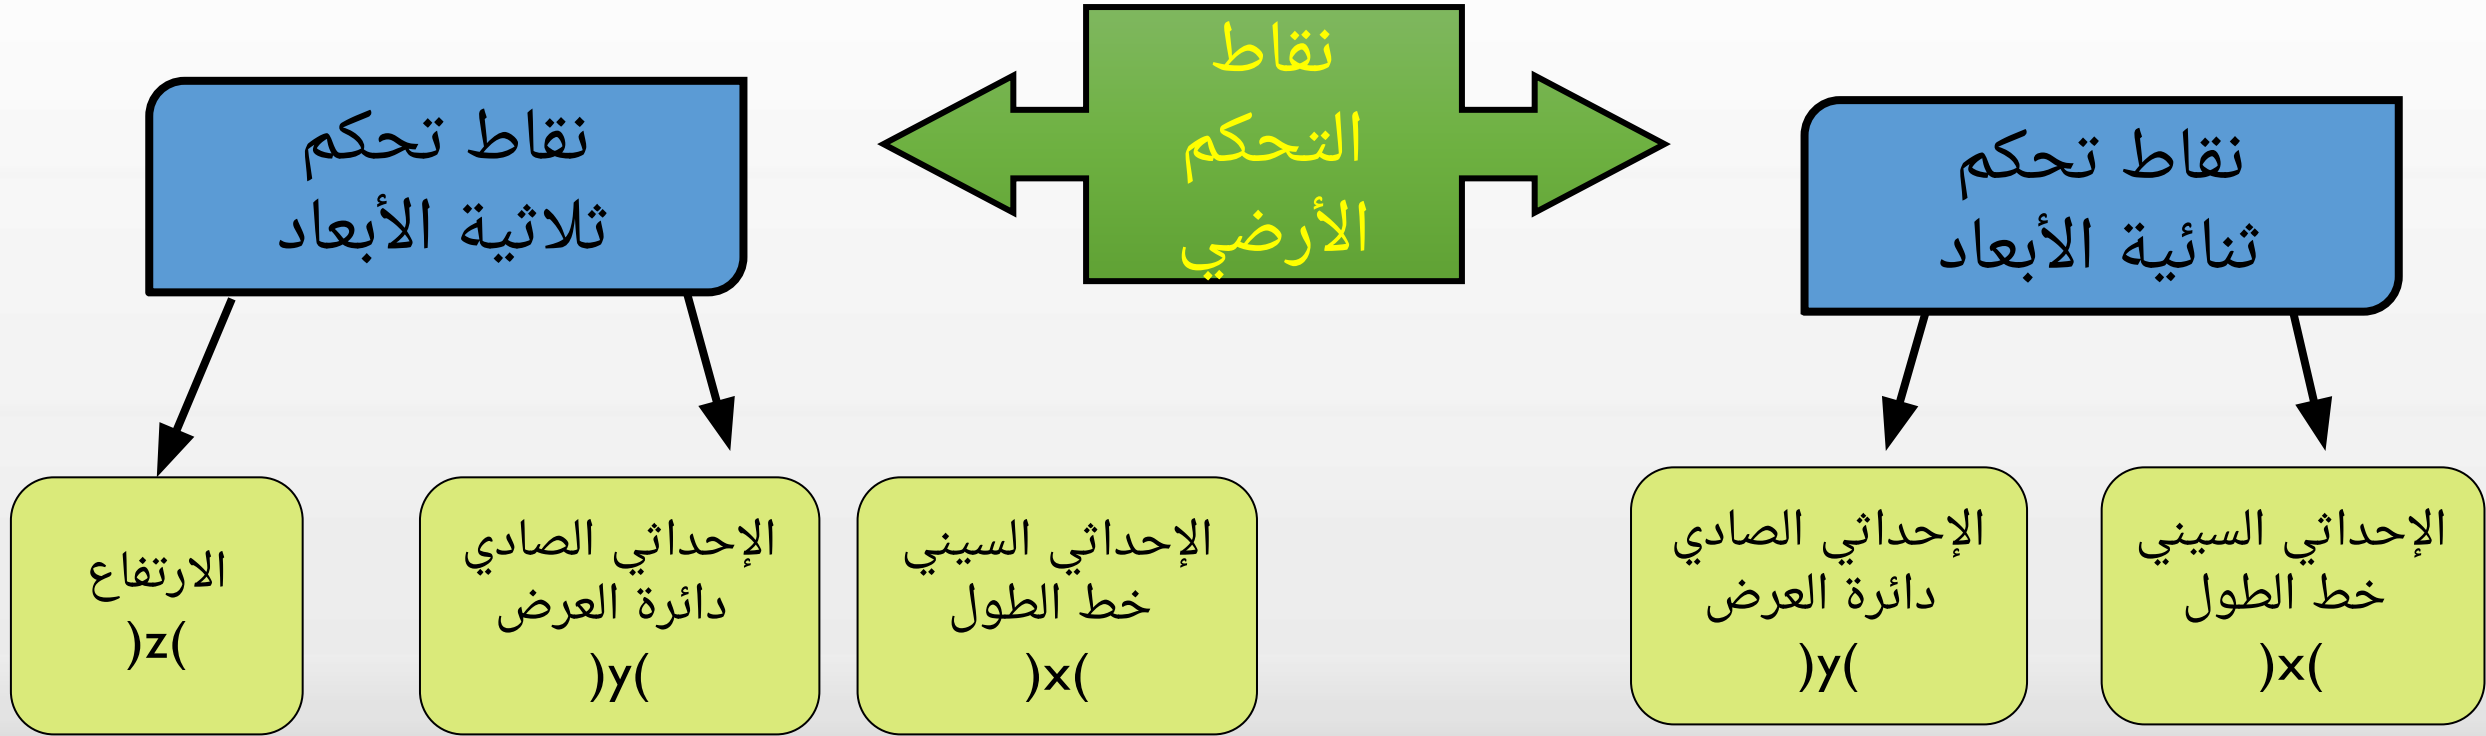 نقاط
التحكم
الأرضي
نقاط تحكم
ثنائية الأبعاد
نقاط تحكم
ثلاثية الأبعاد
الإحداثي السيني
خط الطول
)x(
الإحداثي الصادي
دائرة العرض
)y(
الإحداثي السيني
خط الطول
)x(
الإحداثي الصادي
دائرة العرض
)y(
الارتفاع
)z(